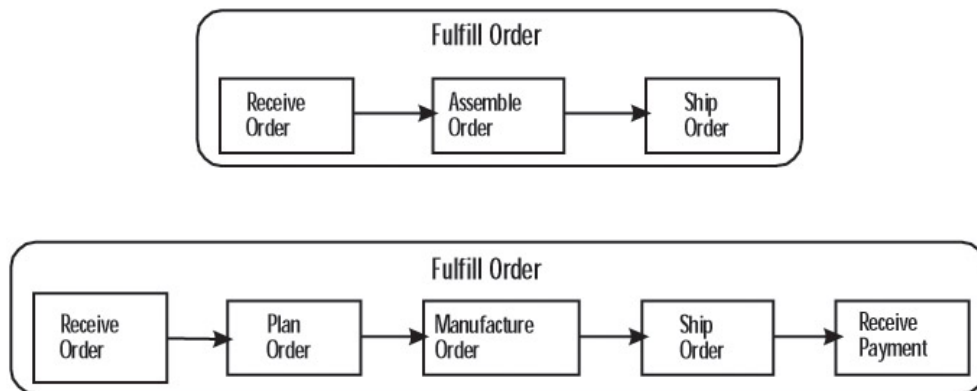 Fulfill Order
Receive
Order
Assemble
Order
Ship
Order
Fulfill Order
Receive
Order
Plan
Order
Manufacture
Order
Ship
Order
Receive
Payment